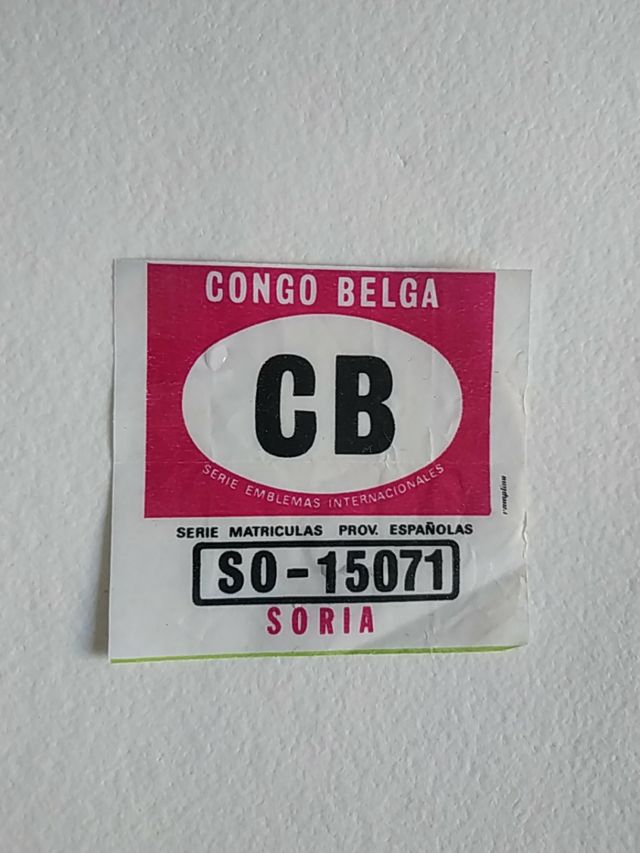 CONGO BELGA
CB
SERIE EMBLEMAS INTERNACIONALES
SERIE MATRICULAS PROV. ESPAÑOLAS
SO-15071
SORIA